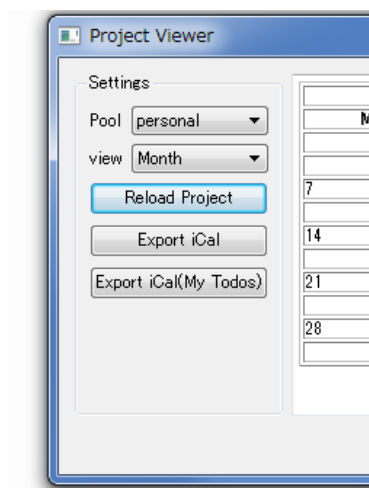 Project Viewer
Settings
Pool personal
view Month
Reload Project
Export iCal
Export iCal(My Todos)
7
14
21
28